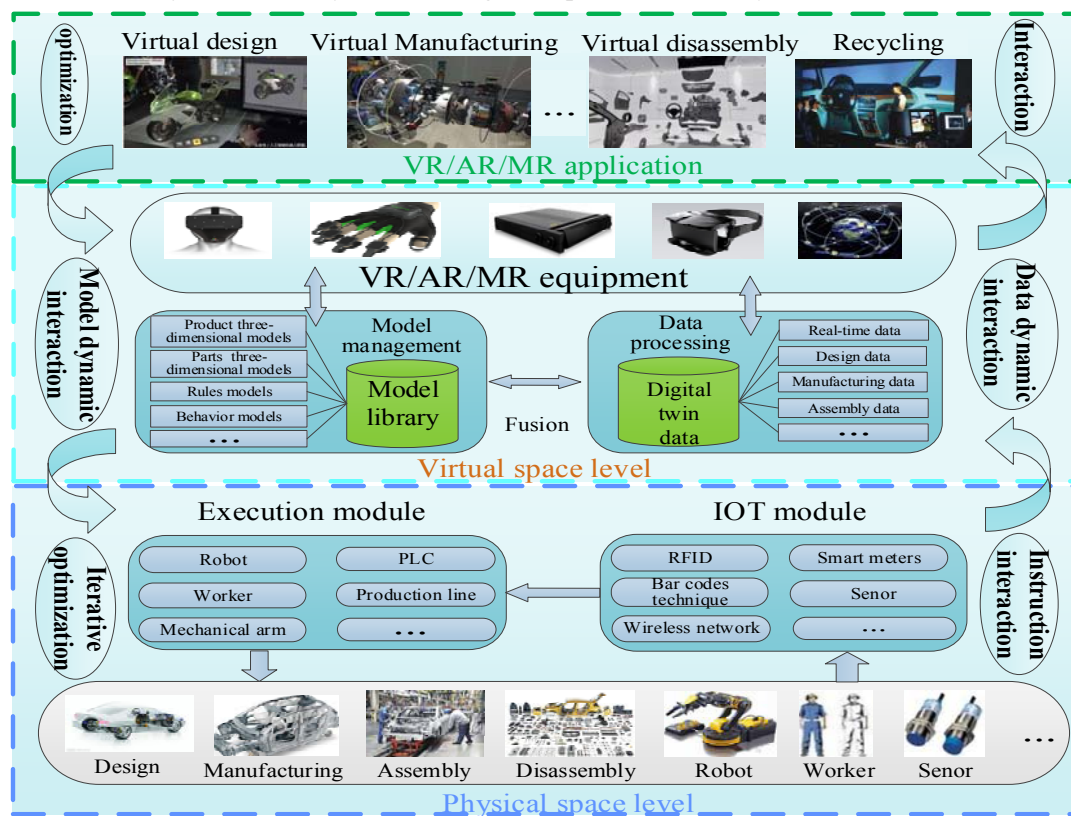 optimization
Virtual design
Virtual Manufacturing
Virtual disassembly
Recycling
Interaction
...
VR/AR/MR application
VR/AR/MR equipment
Model dynamic
interaction
Data dynamic
interaction
Product three-
dimensional models
Parts three-
dimensional models
Rules models
Behavior models
...
Model
management
Model
library
Fusion
Data
processing
Digital
twin
data
Real-time data
Design data
Manufacturing data
Assembly data
...
Virtual space level
Execution module
Robot
PLC
Worker
Production line
Mechanical arm
...
IOT module
RFID
Smart meters
Bar codes
technique
Senor
Wireless network
...
Iterative
optimization
Instruction
interaction
Design
Manufacturing
Assembly
Disassembly
Robot
Worker
Senor
...
Physical space level